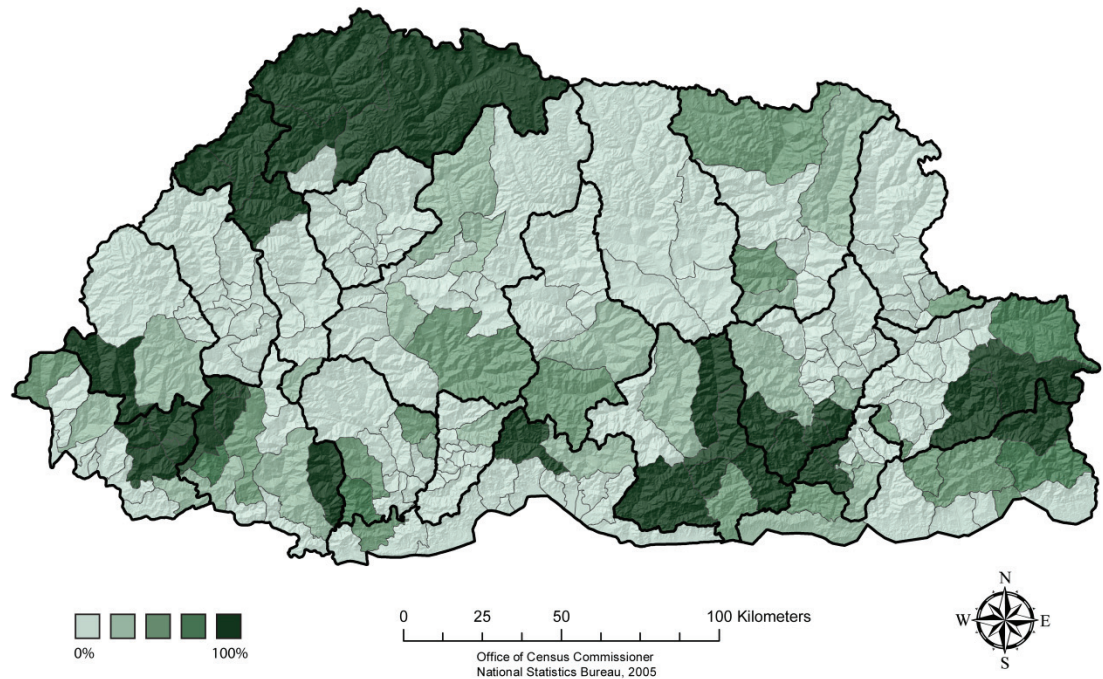 0%
100%
0 25 50 100 Kilometers
Office of Census Commissioner
National Statistics Bureau, 2005
N
W E
S